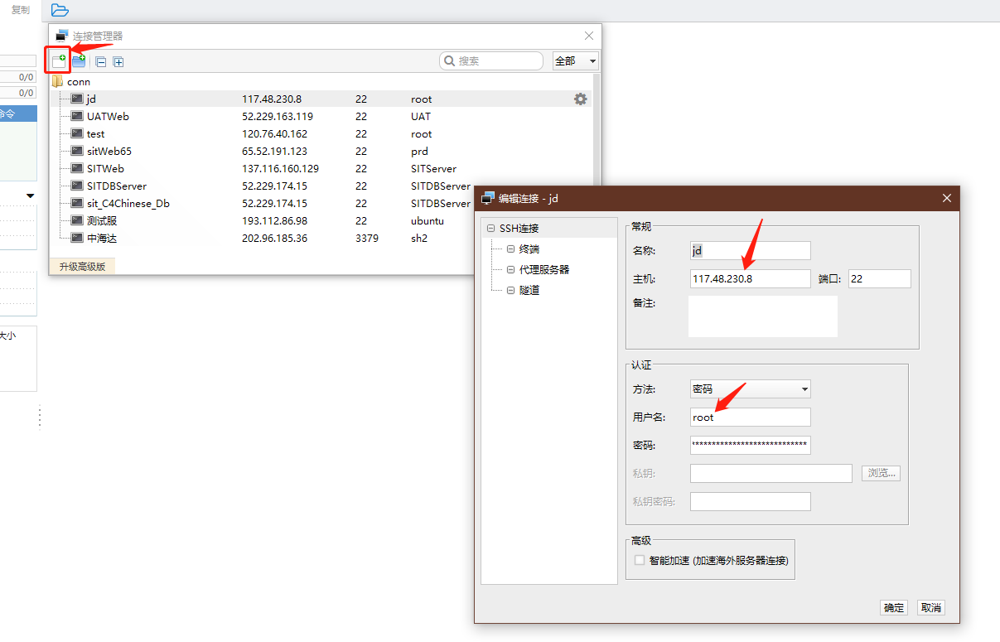 复制
连接管理器
搜索
全部
0/0
0/0
命令
大小
conn
jd 117.48.230.8 22 root
UATWeb 52.229.163.119 22 UAT
test 120.76.40.162 22 root
sitWeb65 65.52.191.123 22 prd
SITWeb 137.116.160.129 22 SITServer
SITDBServer 52.229.174.15 22 SITDBServer
sit_C4Chinese_Db 52.229.174.15 22 SITDBServer
测试服 193.112.86.98 22 ubuntu
中海达 202.96.185.36 3379 sh2
升级高级版
编辑连接 - jd
SSH连接
终端
代理服务器
隧道
常规
名称: jd
主机: 117.48.230.8 端口: 22
备注:
认证
方法: 密码
用户名: root
密码: ****************************
私钥: 浏览...
私钥密码:
高级
智能加速 (加速海外服务器连接)
确定 取消